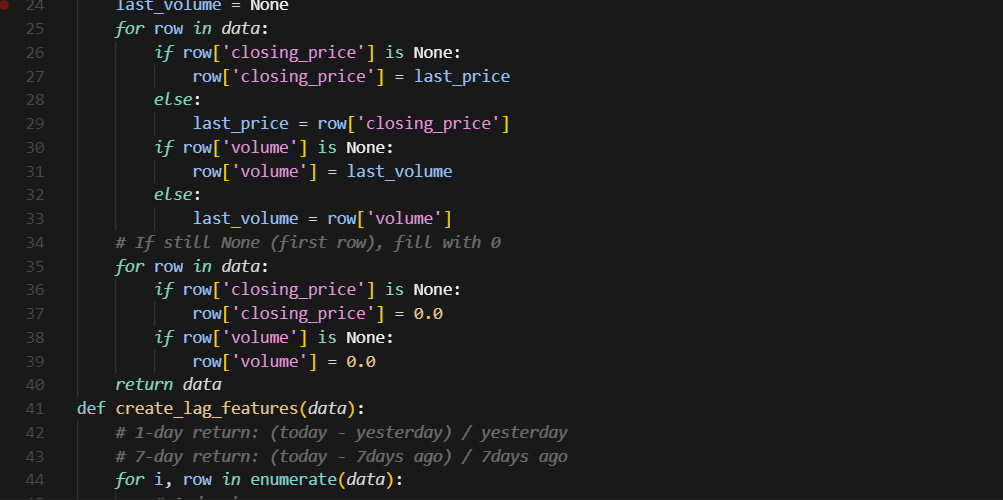 24 last_volume = None
25 for row in data:
26 if row['closing_price'] is None:
27 row['closing_price'] = last_price
28 else:
29 last_price = row['closing_price']
30 if row['volume'] is None:
31 row['volume'] = last_volume
32 else:
33 last_volume = row['volume']
34 # If still None (first row), fill with 0
35 for row in data:
36 if row['closing_price'] is None:
37 row['closing_price'] = 0.0
38 if row['volume'] is None:
39 row['volume'] = 0.0
40 return data
41 def create_lag_features(data):
42 # 1-day return: (today - yesterday) / yesterday
43 # 7-day return: (today - 7days ago) / 7days ago
44 for i, row in enumerate(data):